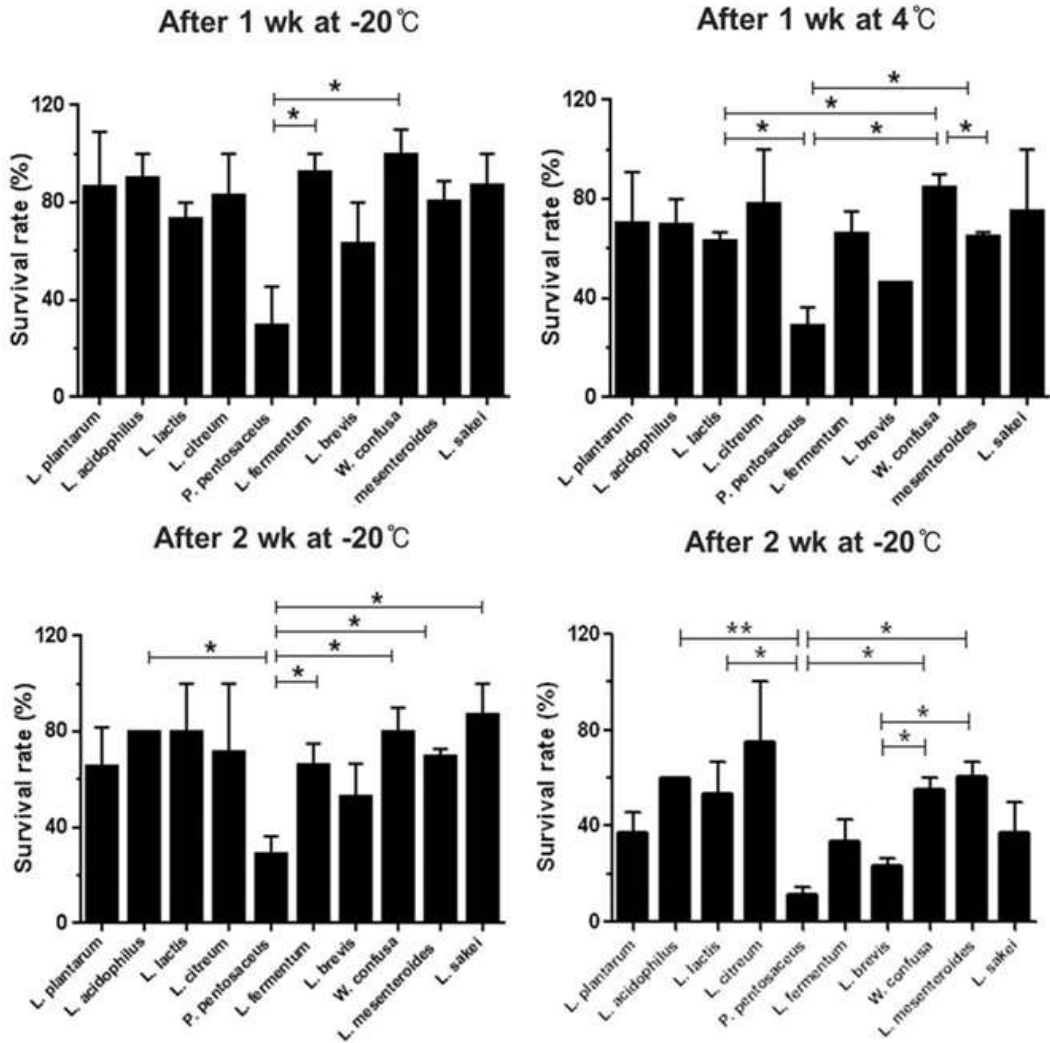 After 1 wk at -20℃
Survival rate (%)
120
80
40
0
*
*
L. plantarum
L. acidophilus
L. lactis
L. citreum
P. pentosaceus
L. fermentum
L. brevis
W. confusa
mesenteroides
L. sakei
After 1 wk at 4℃
Survival rate (%)
120
80
40
0
*
*
*
*
*
L. plantarum
L. acidophilus
L. lactis
L. citreum
P. pentosaceus
L. fermentum
L. brevis
W. confusa
mesenteroides
L. sakei
After 2 wk at -20℃
Survival rate (%)
120
80
40
0
*
*
*
*
*
L. plantarum
L. acidophilus
L. lactis
L. citreum
P. pentosaceus
L. fermentum
L. brevis
W. confusa
L. mesenteroides
L. sakei
After 2 wk at -20℃
Survival rate (%)
120
80
40
0
**
*
*
*
*
*
L. plantarum
L. acidophilus
L. lactis
L. citreum
P. pentosaceus
L. fermentum
L. brevis
W. confusa
L. mesenteroides
L. sakei